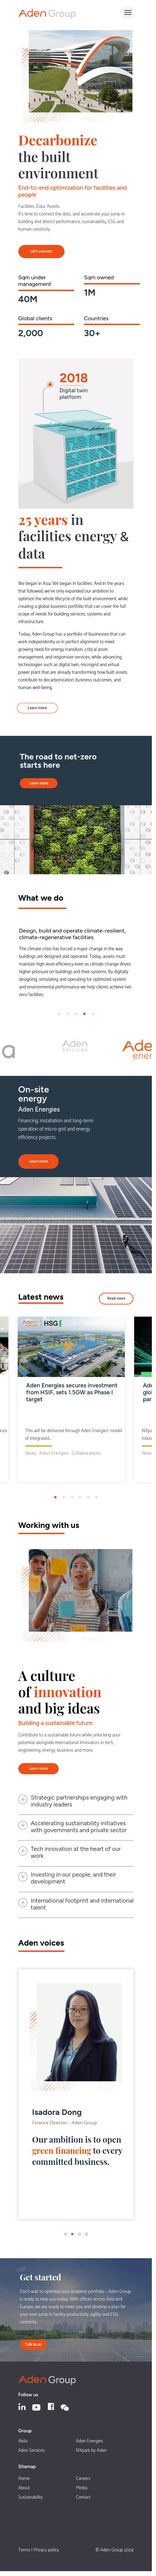 Aden Group
Decarbonize
the built
environment
End-to-end optimization for facilities and
people
Facilities. Data. Assets.
It's time to connect the dots, and accelerate your jump in
building and district performance, sustainability, ESG and
human-centricity.
Let's connect
Sqm under
management
40M
Sqm owned
1M
Global clients
2,000
Countries
30+
2018
Digital twin
platform
25 years in
facilities energy &
data
We began in Asia. We began in facilities. And in the years
that followed, we've only expanded our ambition to
optimize the whole lifecycle of the built environment, while
also creating global business portfolio that can cover the full
scope of needs for building services, systems and
infrastructure.
Today, Aden Group has a portfolio of businesses that can
work independently or in tandem to meet to meet
growing need for energy transition, critical component
asset management, and responsive services, while advancing
technologies such as digital twin, microgrid and virtual
power plant that are already transforming how built assets
contribute to decarbonization, business outcomes, and
human well-being.
Learn more
The road to net-zero
starts here
Learn more
What we do
Design, build and operate climate-resilient,
climate-regenerative facilities
The climate crisis has forced a major change in the way
buildings are designed and operated. Today, assets must
maintain high-level efficiency even as climate change drives
higher pressure on buildings and their systems. By digitally
designing, simulating and operating for optimum system
and environmental performance we help clients achieve net-
zero facilities.
a
Aden
SERVICES
Aden
ener
On-site
energy
Aden Energies
Financing, installation and long-term
operation of micro-grid and energy
efficiency projects.
Learn more
Latest news
Read more
Aden
HSG
Aden Energies secures investment
from HSIF, sets 1.5GW as Phase I
target
This will be delivered through Aden Energies' model
of integrated…
News Aden Energies Collaborations
Working with us
A culture
of innovation
and big ideas
Building a sustainable future
Contribute to a sustainable future while unlocking your
potential alongside international innovation in tech,
engineering, energy, business and more.
Learn more
Strategic partnerships engaging with
industry leaders
Accelerating sustainability initiatives
with governments and private sector
Tech innovation at the heart of our
work
Investing in our people, and their
development
International footprint and international
talent
Aden voices
Isadora Dong
Finance Director – Aden Group
Our ambition is to open
green financing to every
committed business.
Get started
Don't wait to optimize your property portfolio – Aden Group
is ready to help you today. With offices across Asia and
Europe, we are ready to meet you and develop a plan for
your next jump in facility productivity, agility and ESG-
centricity.
Talk to us
Aden Group
Follow us
Group
Akila
Aden Energies
Aden Services
NXpark by Aden
Sitemap
Home
Careers
About
Media
Sustainability
Contact
Terms | Privacy policy
© Aden Group 2024